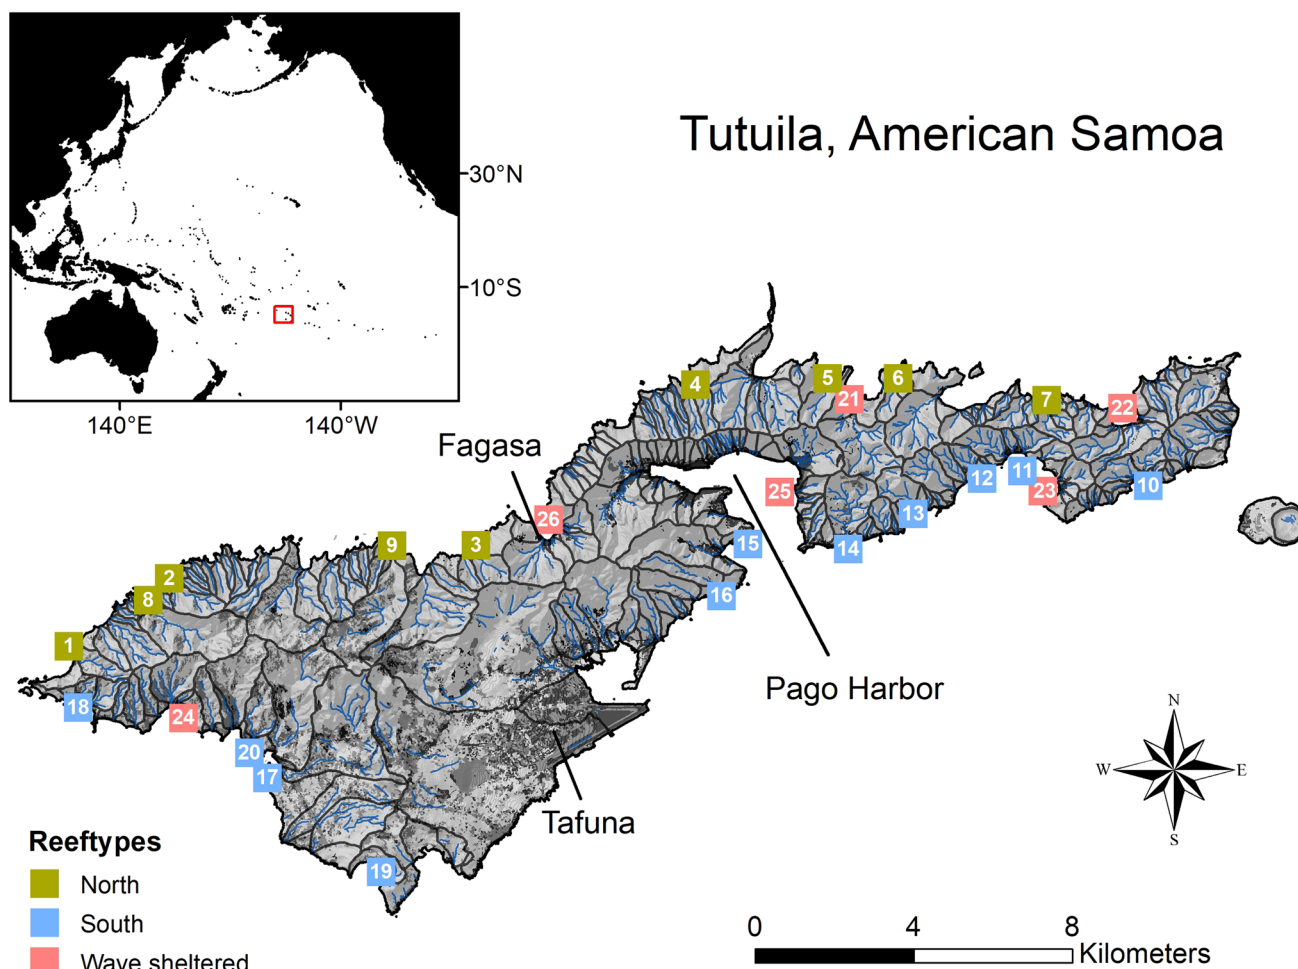 Tutuila, American Samoa
30°N
10°S
140°E
140°W
Fagasa
4
5
21
6
7
22
12
11
23
10
25
13
14
26
15
16
9
3
2
8
1
18
24
20
17
19
Pago Harbor
Tafuna
N
W
E
S
Reeftypes
North
South
Wave sheltered
0
4
8
Kilometers